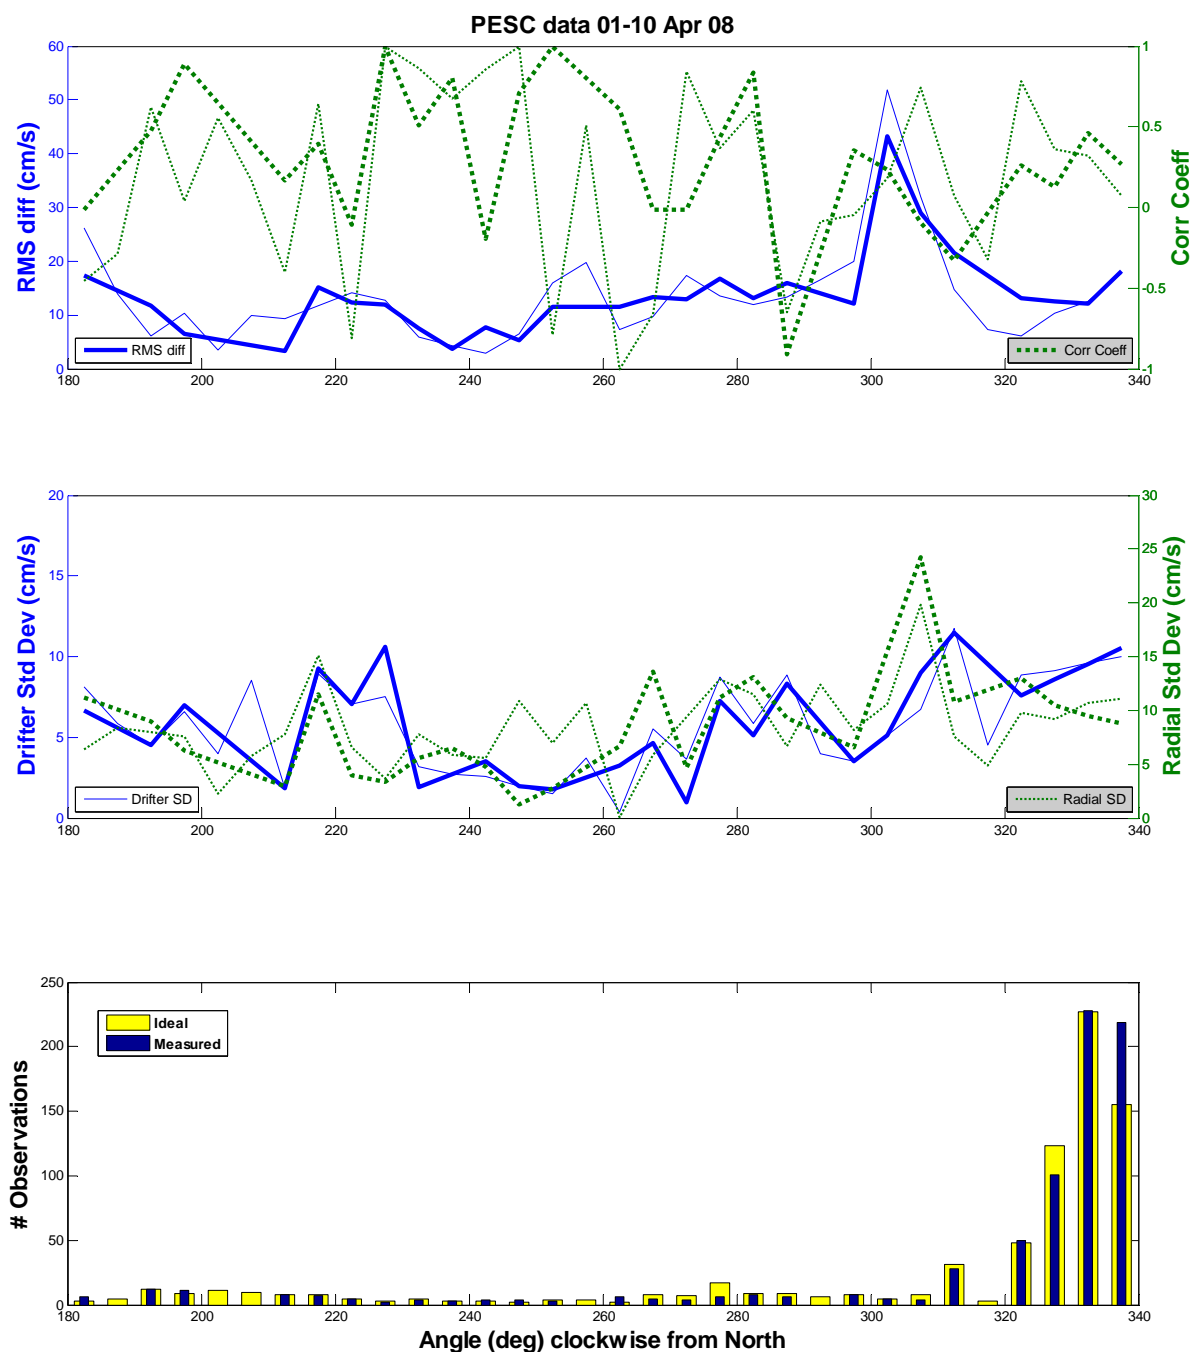 PESC data 01-10 Apr 08
60
50
40
30
20
10
0
RMS diff (cm/s)
1
0.5
0
-0.5
-1
Corr Coeff
RMS diff
Corr Coeff
180 200 220 240 260 280 300 320 340
20
15
10
5
0
Drifter Std Dev (cm/s)
30
25
20
15
10
5
0
Radial Std Dev (cm/s)
Drifter SD
Radial SD
180 200 220 240 260 280 300 320 340
250
200
150
100
50
0
# Observations
Ideal
Measured
180 200 220 240 260 280 300 320 340
Angle (deg) clockwise from North